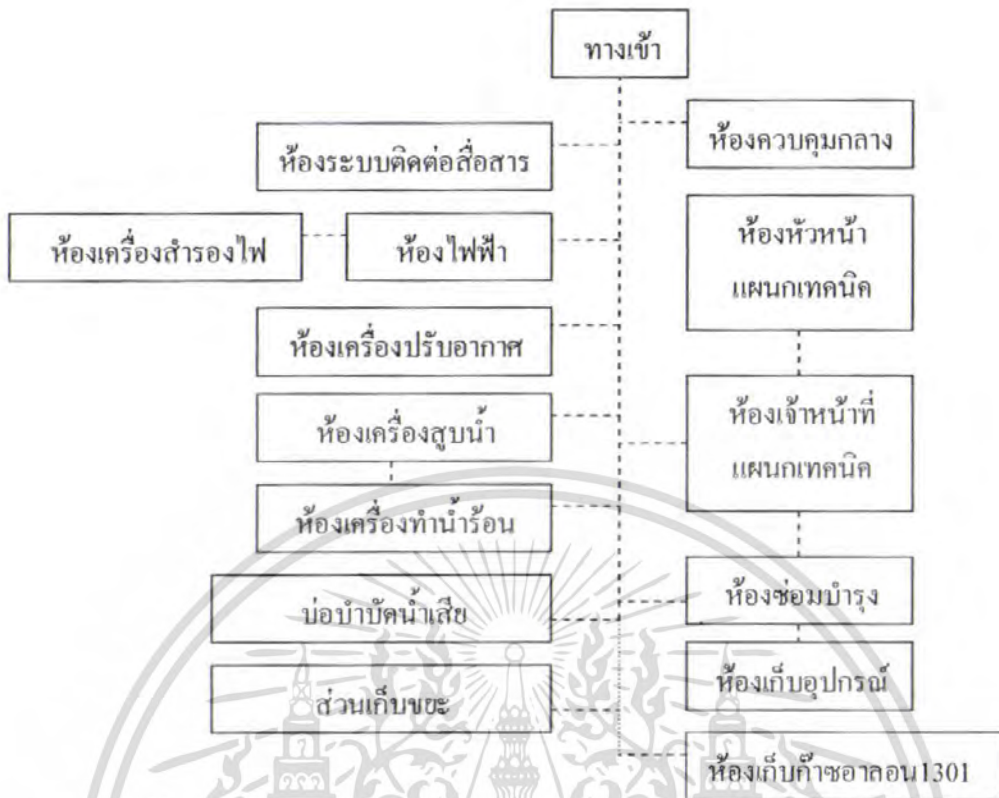 ทางเข้า
ห้องควบคุมกลาง
ห้องระบบติดต่อสื่อสาร
ห้องหัวหน้า
แผนกเทคนิค
ห้องเครื่องสำรองไฟ
ห้องไฟฟ้า
ห้องเครื่องปรับอากาศ
ห้องเจ้าหน้าที่
แผนกเทคนิค
ห้องเครื่องสูบน้ำ
ห้องเครื่องทำน้ำร้อน
ห้องซ่อมบำรุง
บ่อบำบัดน้ำเสีย
ห้องเก็บอุปกรณ์
ส่วนเก็บขยะ
ห้องเก็บก๊าซอาลอน1301